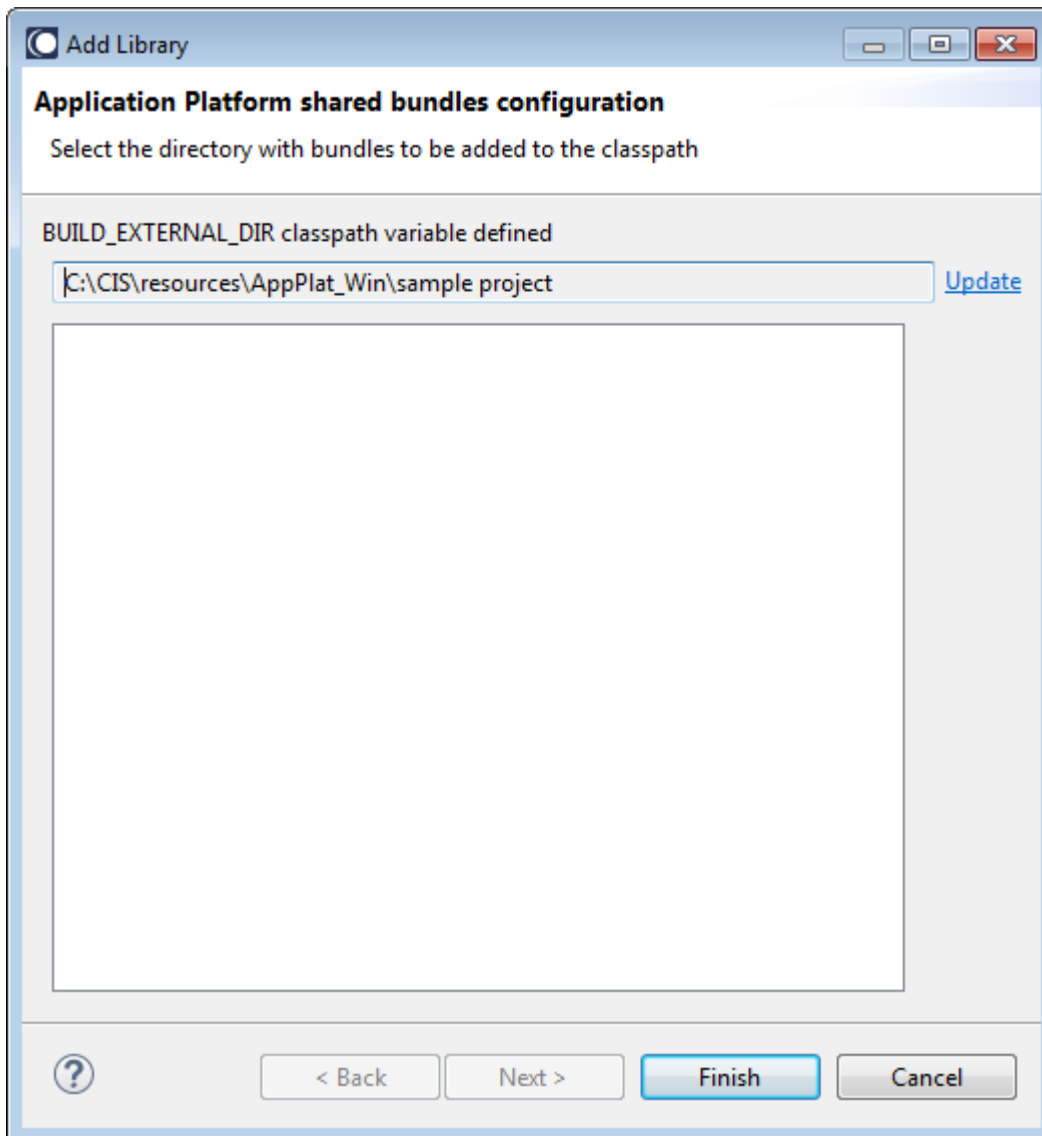 Add Library
Application Platform shared bundles configuration
Select the directory with bundles to be added to the classpath
BUILD_EXTERNAL_DIR classpath variable defined
C:\CIS\resources\AppPlat_Win\sample project Update
? < Back Next > Finish Cancel